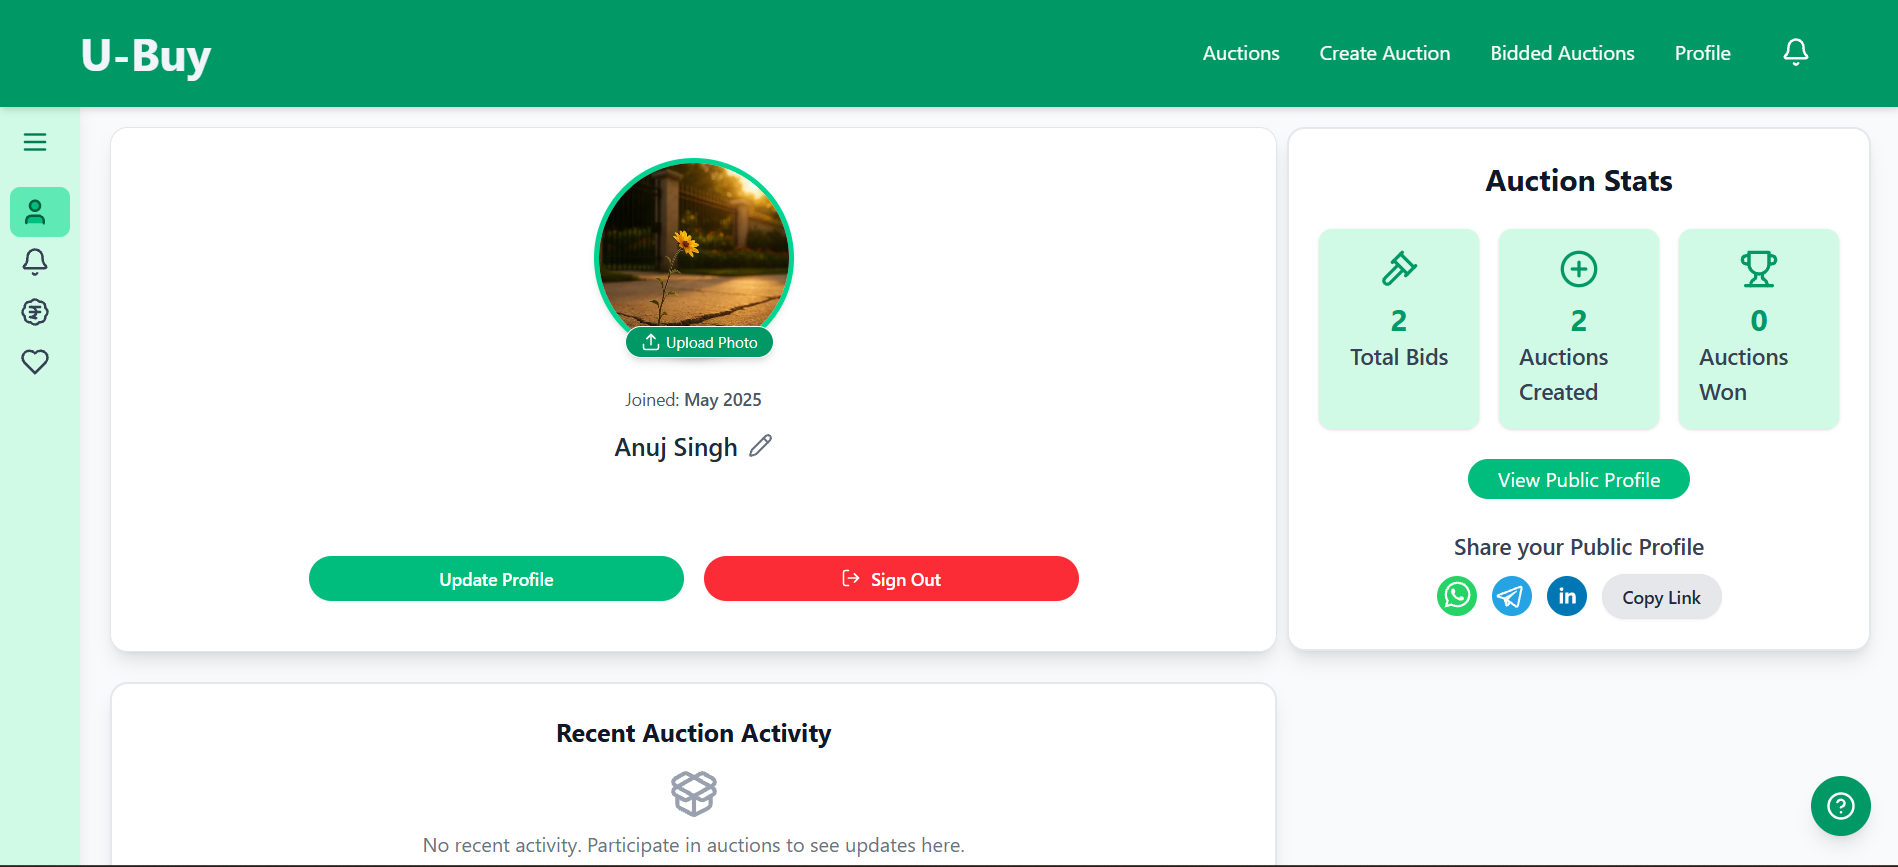 U-Buy
Auctions
Create Auction
Bidded Auctions
Profile
Upload Photo
Joined: May 2025
Anuj Singh
Update Profile
Sign Out
Auction Stats
2
Total Bids
2
Auctions
Created
0
Auctions
Won
View Public Profile
Share your Public Profile
in
Copy Link
Recent Auction Activity
No recent activity. Participate in auctions to see updates here.